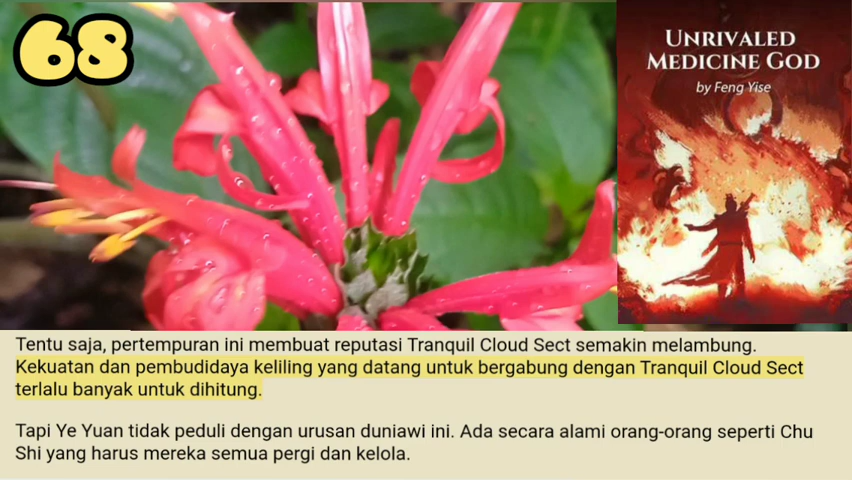 68
UNRIVALED
MEDICINE GOD
by Feng Yise
Tentu saja, pertempuran ini membuat reputasi Tranquil Cloud Sect semakin melambung.
Kekuatan dan pembudidaya keliling yang datang untuk bergabung dengan Tranquil Cloud Sect
terlalu banyak untuk dihitung.
Tapi Ye Yuan tidak peduli dengan urusan duniawi ini. Ada secara alami orang-orang seperti Chu
Shi yang harus mereka semua pergi dan kelola.